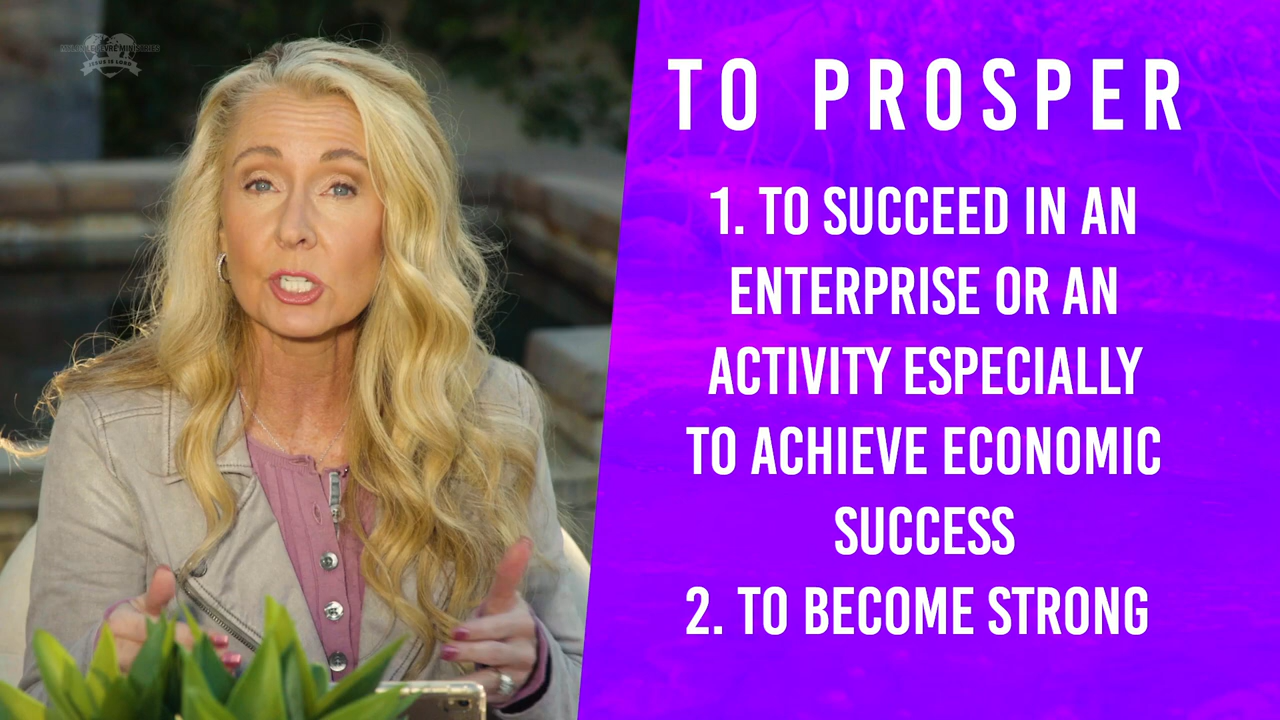 JESUS IS LORD
TO PROSPER
1. TO SUCCEED IN AN
ENTERPRISE OR AN
ACTIVITY ESPECIALLY
TO ACHIEVE ECONOMIC
SUCCESS
2. TO BECOME STRONG